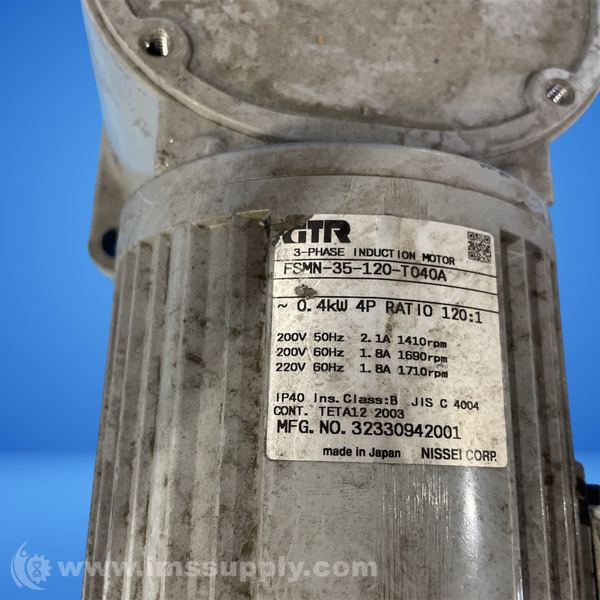 GTR
3-PHASE INDUCTION MOTOR
FSMN-35-120-T040A
~ 0.4kW 4P RATIO 120:1
200V 50Hz 2.1A 1410rpm
200V 60Hz 1.8A 1690rpm
220V 60Hz 1.8A 1710rpm
IP40 Ins.Class:B JIS C 4004
CONT. TETA12 2003
MFG.NO.32330942001
made in Japan NISSEI CORP.
www.imssupply.com